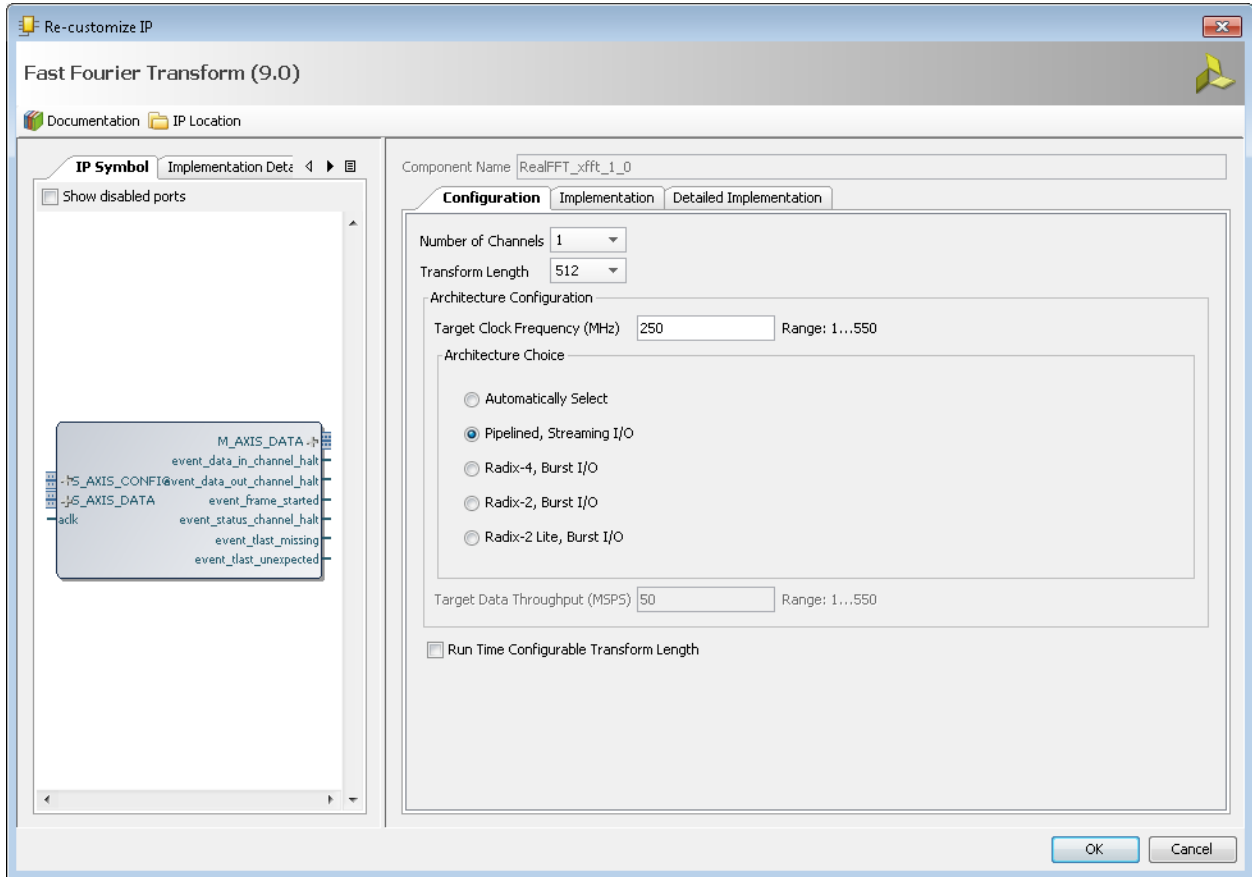 Re-customize IP
Fast Fourier Transform (9.0)
Documentation IP Location
IP Symbol Implementation Deta
Show disabled ports
M_AXIS_DATA
event_data_in_channel_halt
S_AXIS_CONFIG event_data_out_channel_halt
S_AXIS_DATA event_frame_started
aclk event_status_channel_halt
event_tlast_missing
event_tlast_unexpected
Component Name RealFFT_xfft_1_0
Configuration Implementation Detailed Implementation
Number of Channels 1
Transform Length 512
Architecture Configuration
Target Clock Frequency (MHz) 250 Range: 1...550
Architecture Choice
Automatically Select
Pipelined, Streaming I/O
Radix-4, Burst I/O
Radix-2, Burst I/O
Radix-2 Lite, Burst I/O
Target Data Throughput (MSPS) 50 Range: 1...550
Run Time Configurable Transform Length
OK Cancel